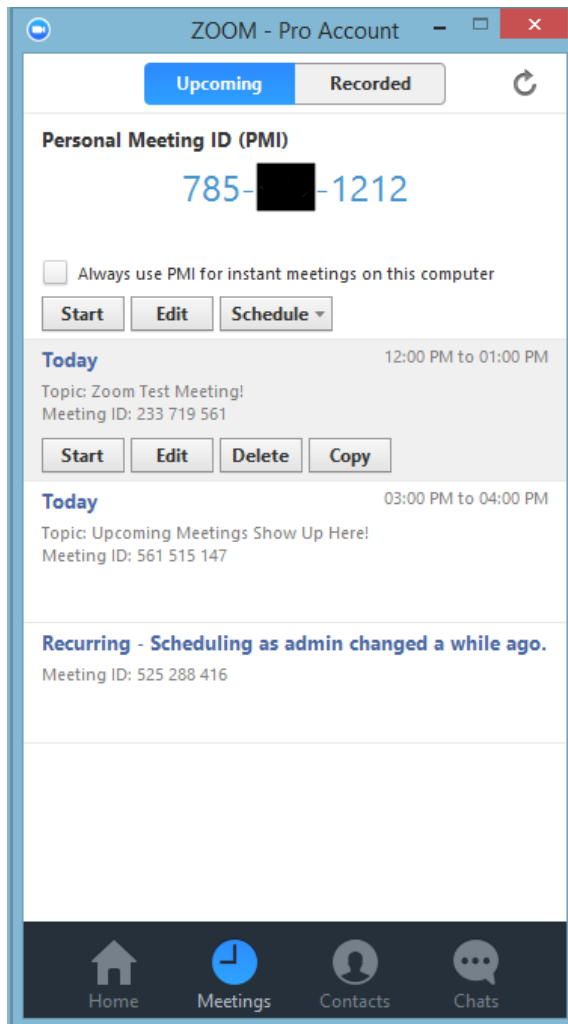 ZOOM - Pro Account
Upcoming Recorded
Personal Meeting ID (PMI)
785- -1212
Always use PMI for instant meetings on this computer
Start Edit Schedule
Today 12:00 PM to 01:00 PM
Topic: Zoom Test Meeting!
Meeting ID: 233 719 561
Start Edit Delete Copy
Today 03:00 PM to 04:00 PM
Topic: Upcoming Meetings Show Up Here!
Meeting ID: 561 515 147
Recurring - Scheduling as admin changed a while ago.
Meeting ID: 525 288 416
Home Meetings Contacts Chats